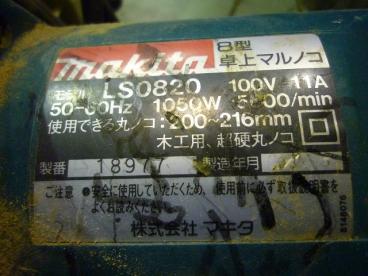 makita 8型
卓上マルノコ
モデル LS0820 100V 11A
50-60Hz 1050W 5000/min
使用できる丸ノコ:200~216mm
木工用、超硬丸ノコ
製番 18977 製造年月
ご注意 ●安全に使用していただくため、使用前に必ず取扱説明書を
よくお読みください。
株式会社 マキタ